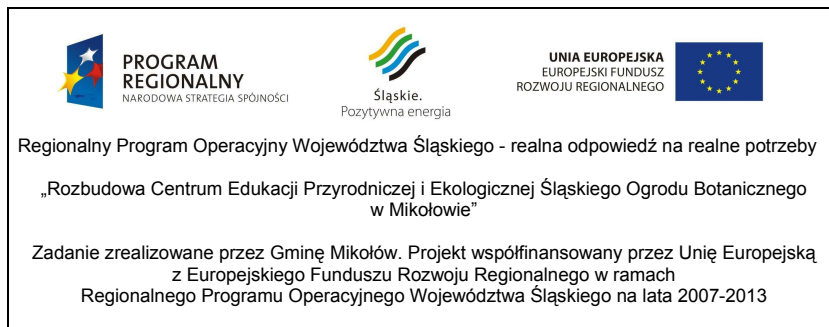 PROGRAM
REGIONALNY
NARODOWA STRATEGIA SPÓJNOŚCI
Śląskie.
Pozytywna energia
UNIA EUROPEJSKA
EUROPEJSKI FUNDUSZ
ROZWOJU REGIONALNEGO
Regionalny Program Operacyjny Województwa Śląskiego - realna odpowiedź na realne potrzeby
„Rozbudowa Centrum Edukacji Przyrodniczej i Ekologicznej Śląskiego Ogrodu Botanicznego
w Mikołowie”
Zadanie zrealizowane przez Gminę Mikołów. Projekt współfinansowany przez Unię Europejską
z Europejskiego Funduszu Rozwoju Regionalnego w ramach
Regionalnego Programu Operacyjnego Województwa Śląskiego na lata 2007-2013